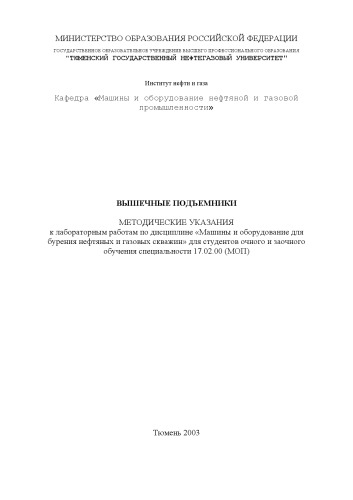 МИНИСТЕРСТВО ОБРАЗОВАНИЯ РОССИЙСКОЙ ФЕДЕРАЦИИ
ГОСУДАРСТВЕННОЕ ОБРАЗОВАТЕЛЬНОЕ УЧРЕЖДЕНИЕ ВЫСШЕГО ПРОФЕССИОНАЛЬНОГО ОБРАЗОВАНИЯ
"ТЮМЕНСКИЙ ГОСУДАРСТВЕННЫЙ НЕФТЕГАЗОВЫЙ УНИВЕРСИТЕТ"
Институт нефти и газа
Кафедра «Машины и оборудование нефтяной и газовой
промышленности»
ВЫШЕЧНЫЕ ПОДЪЕМНИКИ
МЕТОДИЧЕСКИЕ УКАЗАНИЯ
к лабораторным работам по дисциплине «Машины и оборудование для
бурения нефтяных и газовых скважин» для студентов очного и заочного
обучения специальности 17.02.00 (МОП)
Тюмень 2003